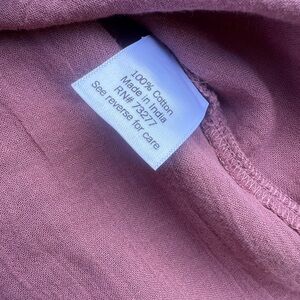 100% Cotton
Made in India
RN# 73277
See reverse for care